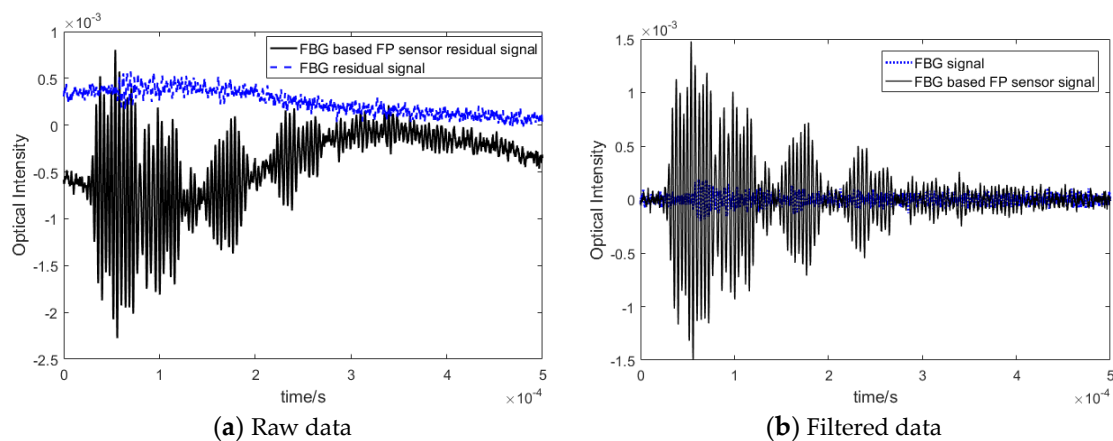 ×10⁻³
1
0.5
0
-0.5
-1
-1.5
-2
-2.5
Optical Intensity
FBG based FP sensor residual signal
FBG residual signal
0 1 2 3 4 5
time/s
×10⁻⁴
(a) Raw data
×10⁻³
1.5
1
0.5
0
-0.5
-1
-1.5
Optical Intensity
FBG signal
FBG based FP sensor signal
0 1 2 3 4 5
time/s
×10⁻⁴
(b) Filtered data